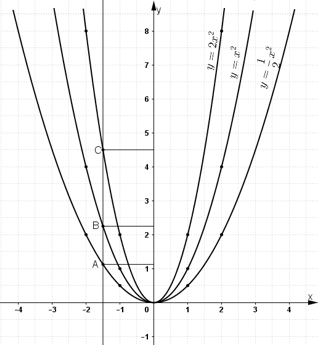 y
8
7
6
5
4
3
2
1
-1
y = 2x²
y = x²
y = 1/2 x²
C
B
A
-4 -3 -2 -1 0 1 2 3 4
x